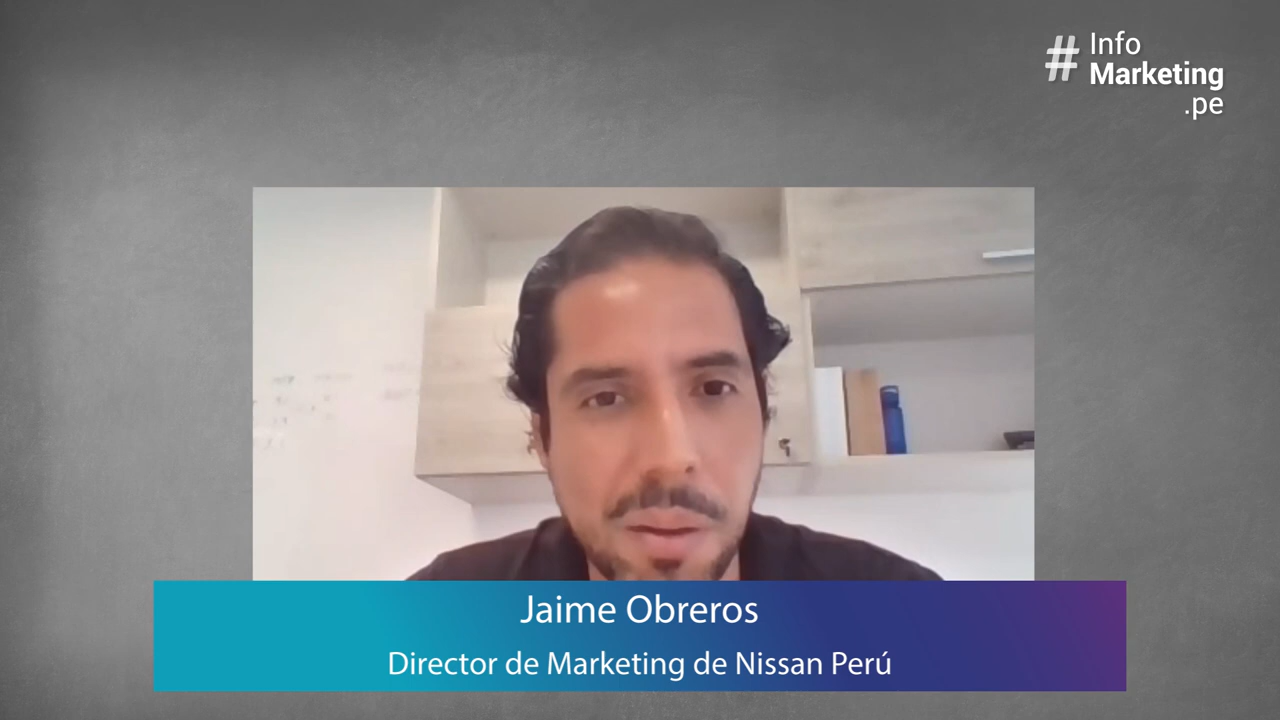 #
Info
Marketing
.pe
Jaime Obreros
Director de Marketing de Nissan Perú